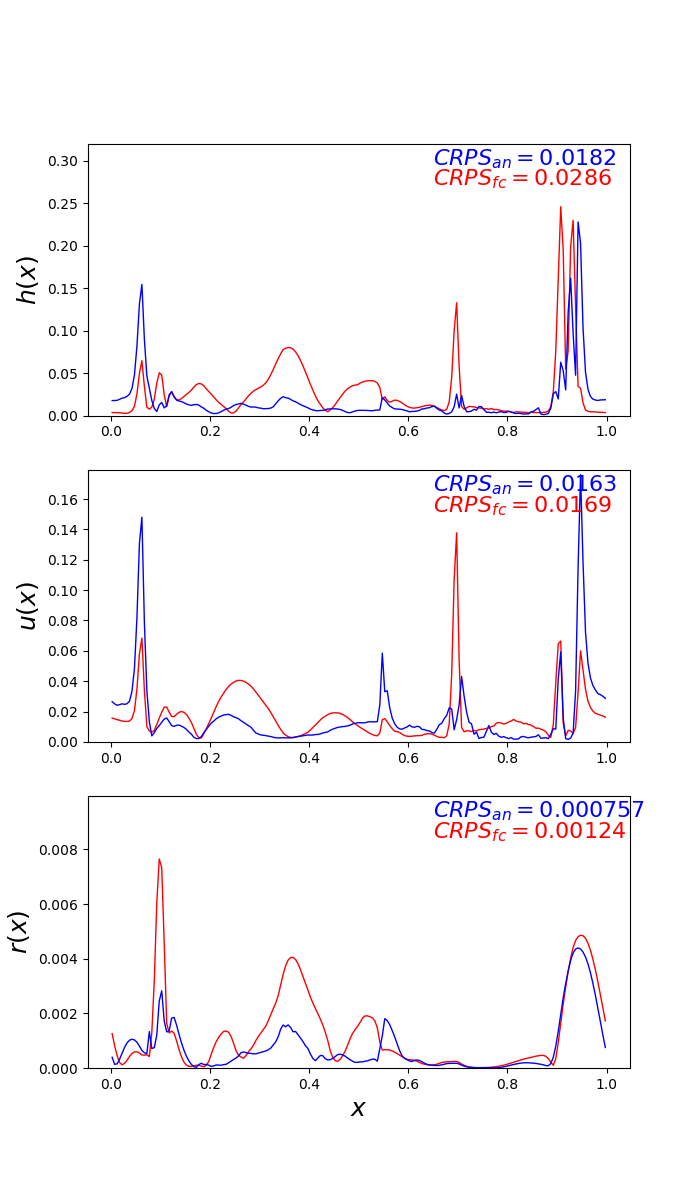 CRPS_an = 0.0182
CRPS_fc = 0.0286
0.30
0.25
0.20
0.15
0.10
0.05
0.00
h(x)
0.0 0.2 0.4 0.6 0.8 1.0
CRPS_an = 0.0163
CRPS_fc = 0.0169
0.16
0.14
0.12
0.10
0.08
0.06
0.04
0.02
0.00
u(x)
0.0 0.2 0.4 0.6 0.8 1.0
CRPS_an = 0.000757
CRPS_fc = 0.00124
0.008
0.006
0.004
0.002
0.000
r(x)
0.0 0.2 0.4 0.6 0.8 1.0
x